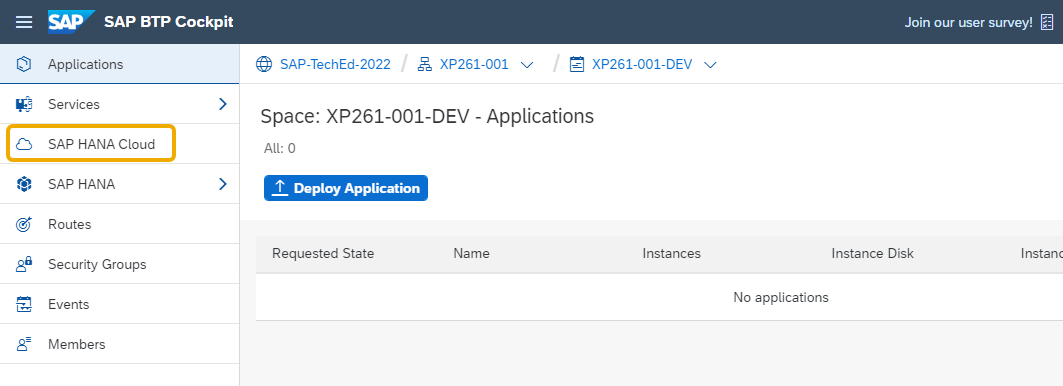 SAP SAP BTP Cockpit
Join our user survey!
Applications
Services
SAP HANA Cloud
SAP HANA
Routes
Security Groups
Events
Members
SAP-TechEd-2022 / XP261-001 / XP261-001-DEV
Space: XP261-001-DEV - Applications
All: 0
Deploy Application
Requested State Name Instances Instance Disk Instanc
No applications